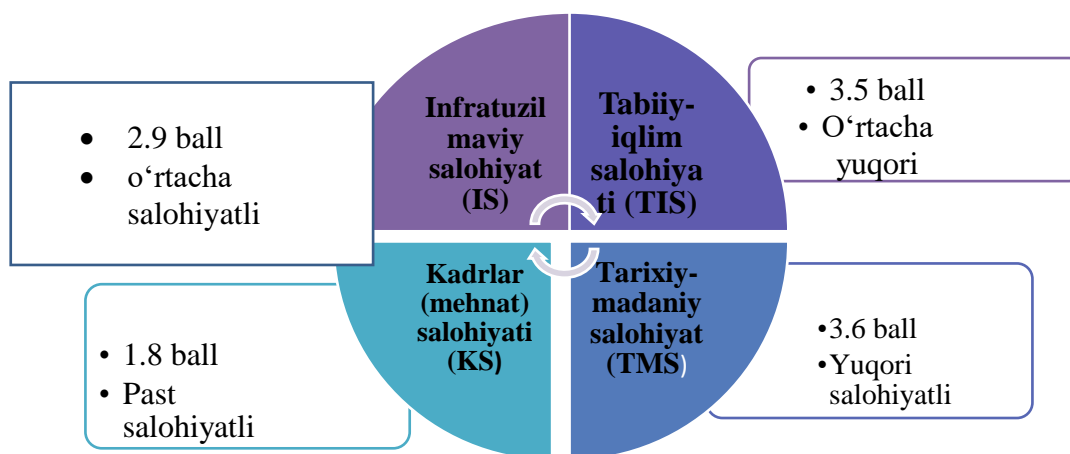 • 2.9 ball
• o‘rtacha
salohiyatli
Infratuzil
maviy
salohiyat
(IS)
Tabiiy-
iqlim
salohiya
ti (TIS)
• 3.5 ball
• O‘rtacha
yuqori
• 1.8 ball
• Past
salohiyatli
Kadrlar
(mehnat)
salohiyati
(KS)
Tarixiy-
madaniy
salohiyat
(TMS)
•3.6 ball
•Yuqori
salohiyatli